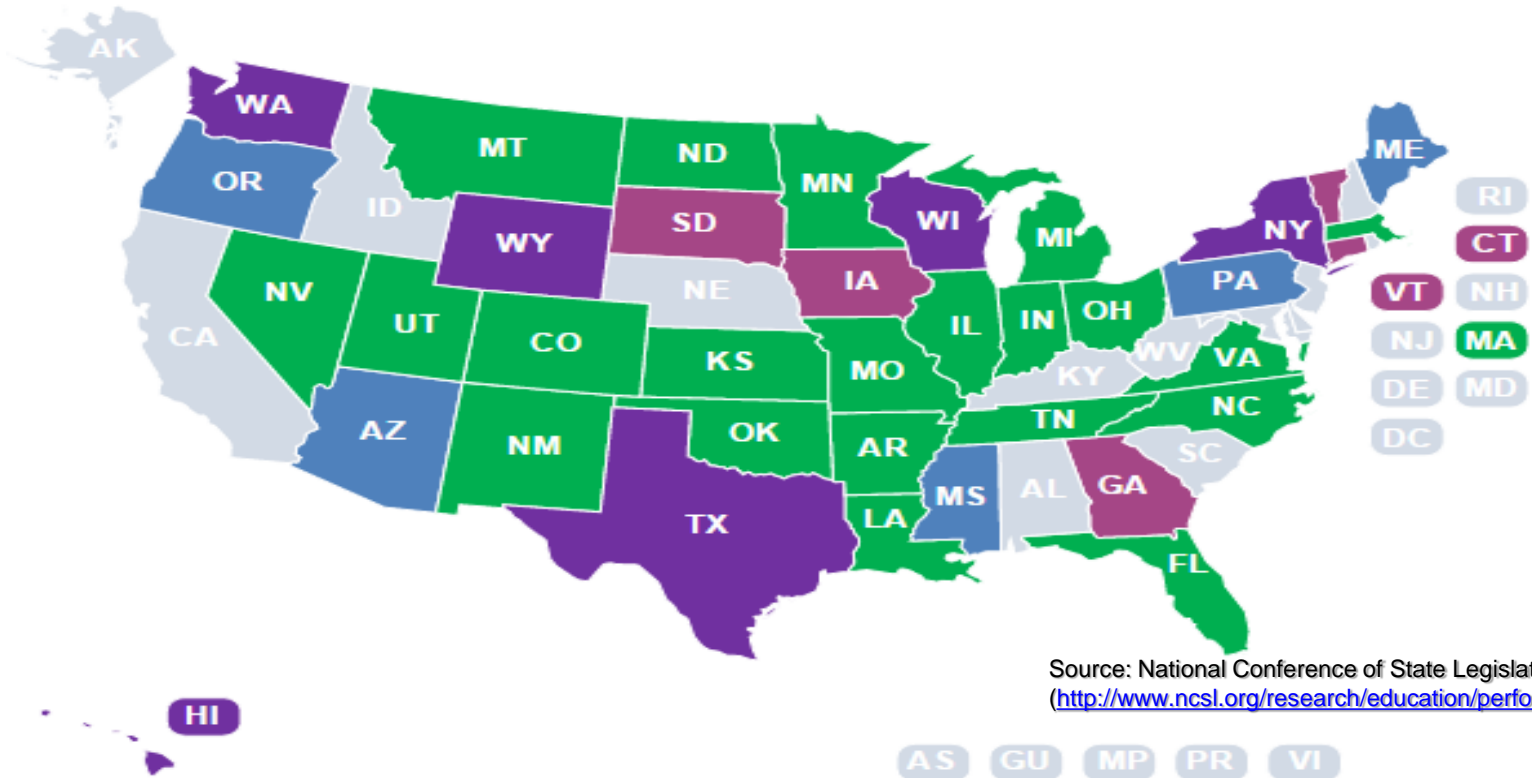 AK
WA
MT
ND
MN
ME
OR
ID
SD
WI
MI
NY
RI
WY
CT
NV
NE
IA
PA
VT
NH
UT
CO
IL
IN
OH
CA
NJ
MA
KS
MO
WV
VA
KY
DE
MD
AZ
NM
OK
AR
TN
NC
DC
SC
TX
MS
AL
GA
LA
FL
Source: National Conference of State Legislat
(http://www.ncsl.org/research/education/perfo
HI
AS
GU
MP
PR
VI